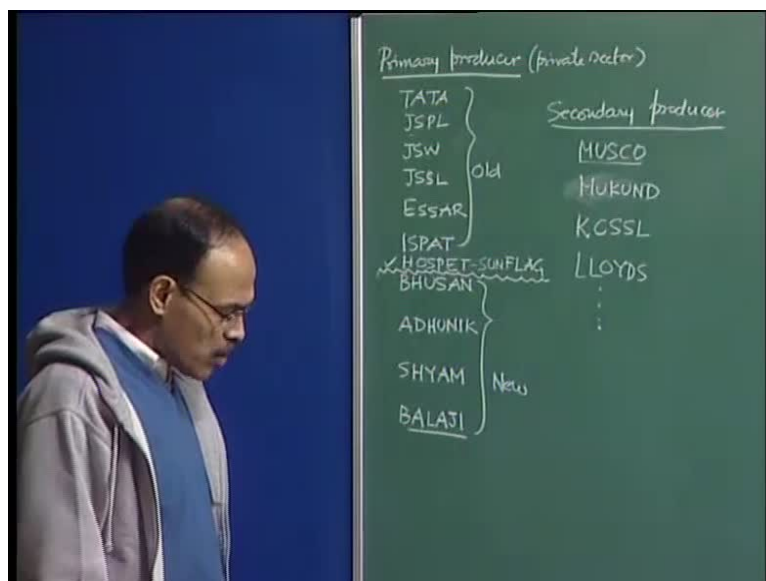 Primary producer (private sector)
TATA
JSPL
JSW
JSSL
ESSAR
ISPAT
Old
HOSPET-SUNFLAG
BHUSAN
ADHUNIK
SHYAM
BALAJI
New
Secondary producer
MUSCO
MUKUND
KCSSL
LLOYDS